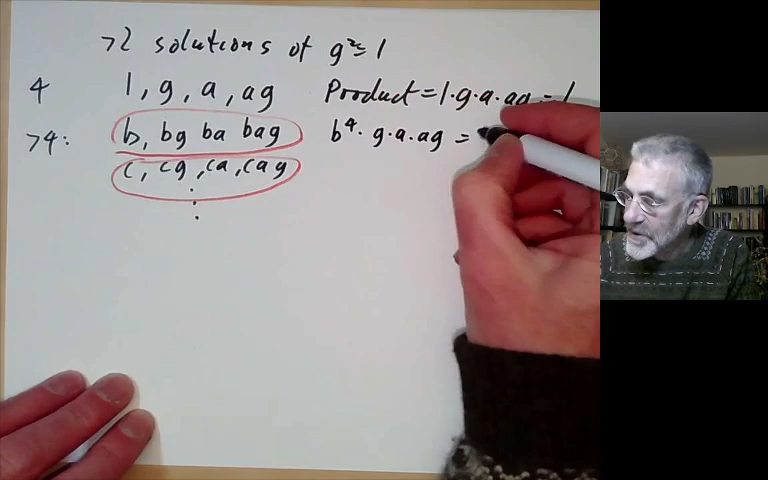 >2 solutions of g²=1
4 1, g, a, ag Product = 1·g·a·ag = 1
>4: b, bg ba bag b⁴·g·a·ag =
c, cg, ca, cag
: